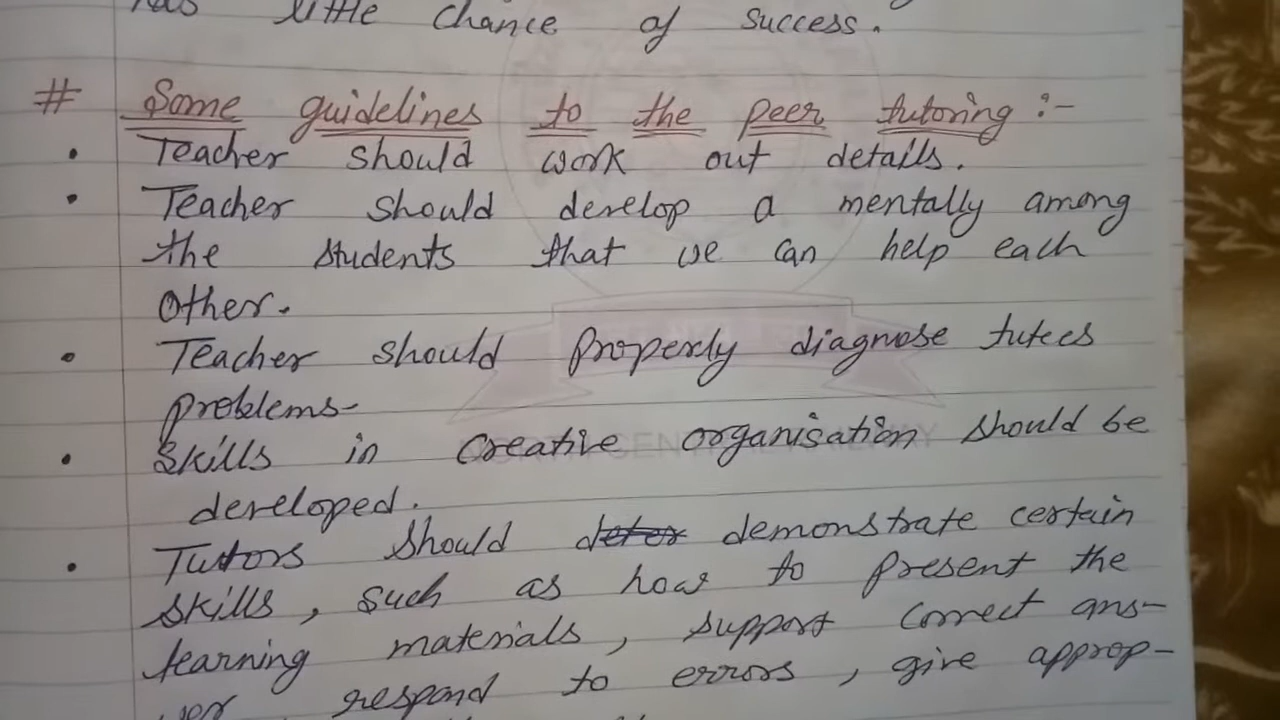 has little chance of success.
# Some guidelines to the peer tutoring :-
• Teacher should work out details.
• Teacher should develop a mentally among
the students that we can help each
other.
• Teacher should properly diagnose tutees
problems-
• Skills in creative organisation should be
developed.
• Tutors should deter demonstrate certain
skills, such as how to present the
learning materials, support correct ans-
wer respond to errors, give approp-